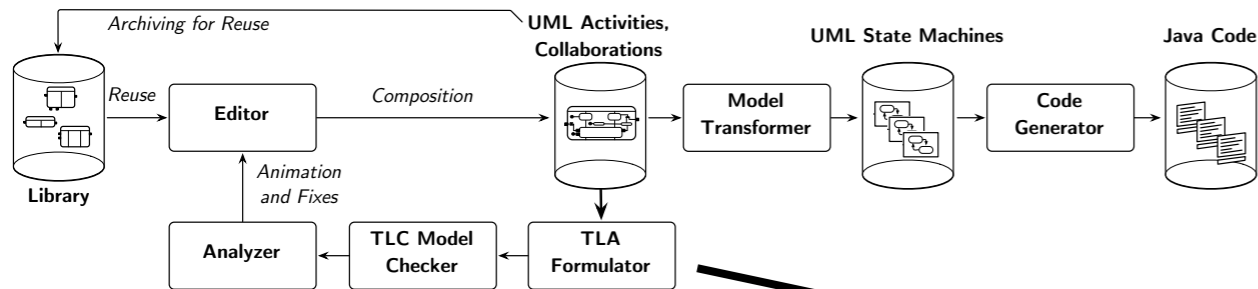 Archiving for Reuse
UML Activities,
Collaborations
UML State Machines
Java Code
Reuse
Editor
Composition
Model
Transformer
Code
Generator
Library
Animation
and Fixes
Analyzer
TLC Model
Checker
TLA
Formulator